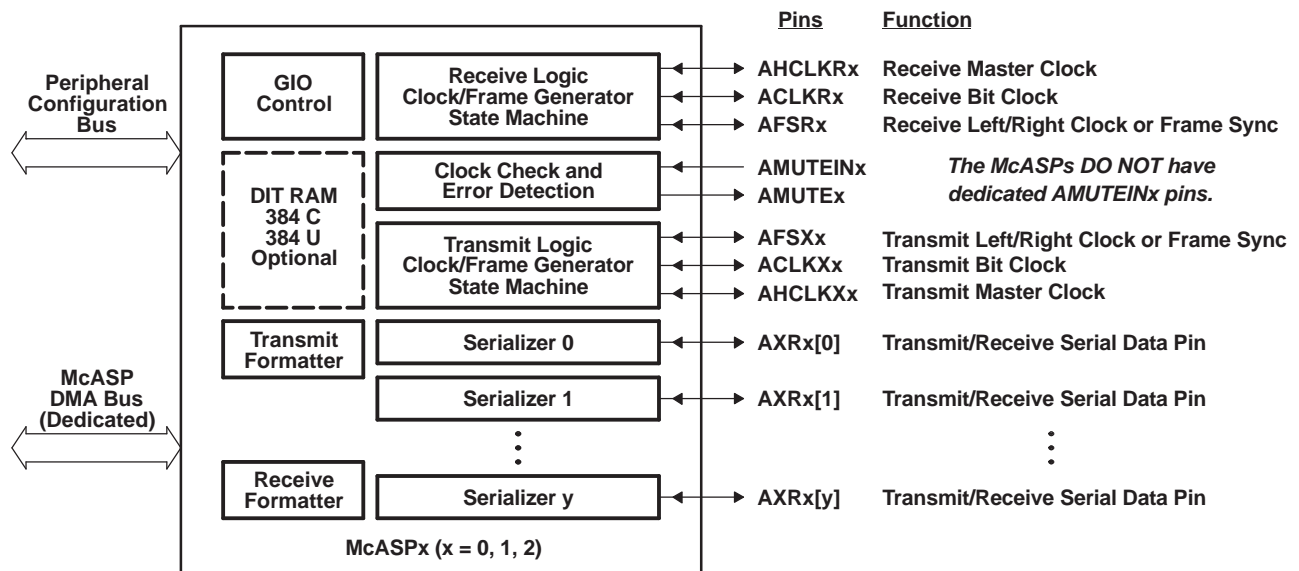 Pins Function
Peripheral
Configuration
Bus
GIO
Control
Receive Logic
Clock/Frame Generator
State Machine
AHCLKRx Receive Master Clock
ACLKRx Receive Bit Clock
AFSRx Receive Left/Right Clock or Frame Sync
DIT RAM
384 C
384 U
Optional
Clock Check and
Error Detection
AMUTEINx
AMUTEx
The McASPs DO NOT have
dedicated AMUTEINx pins.
Transmit Logic
Clock/Frame Generator
State Machine
AFSXx Transmit Left/Right Clock or Frame Sync
ACLKXx Transmit Bit Clock
AHCLKXx Transmit Master Clock
Transmit
Formatter
Serializer 0
AXRx[0] Transmit/Receive Serial Data Pin
McASP
DMA Bus
(Dedicated)
Serializer 1
AXRx[1] Transmit/Receive Serial Data Pin
Receive
Formatter
Serializer y
AXRx[y] Transmit/Receive Serial Data Pin
McASPx (x = 0, 1, 2)